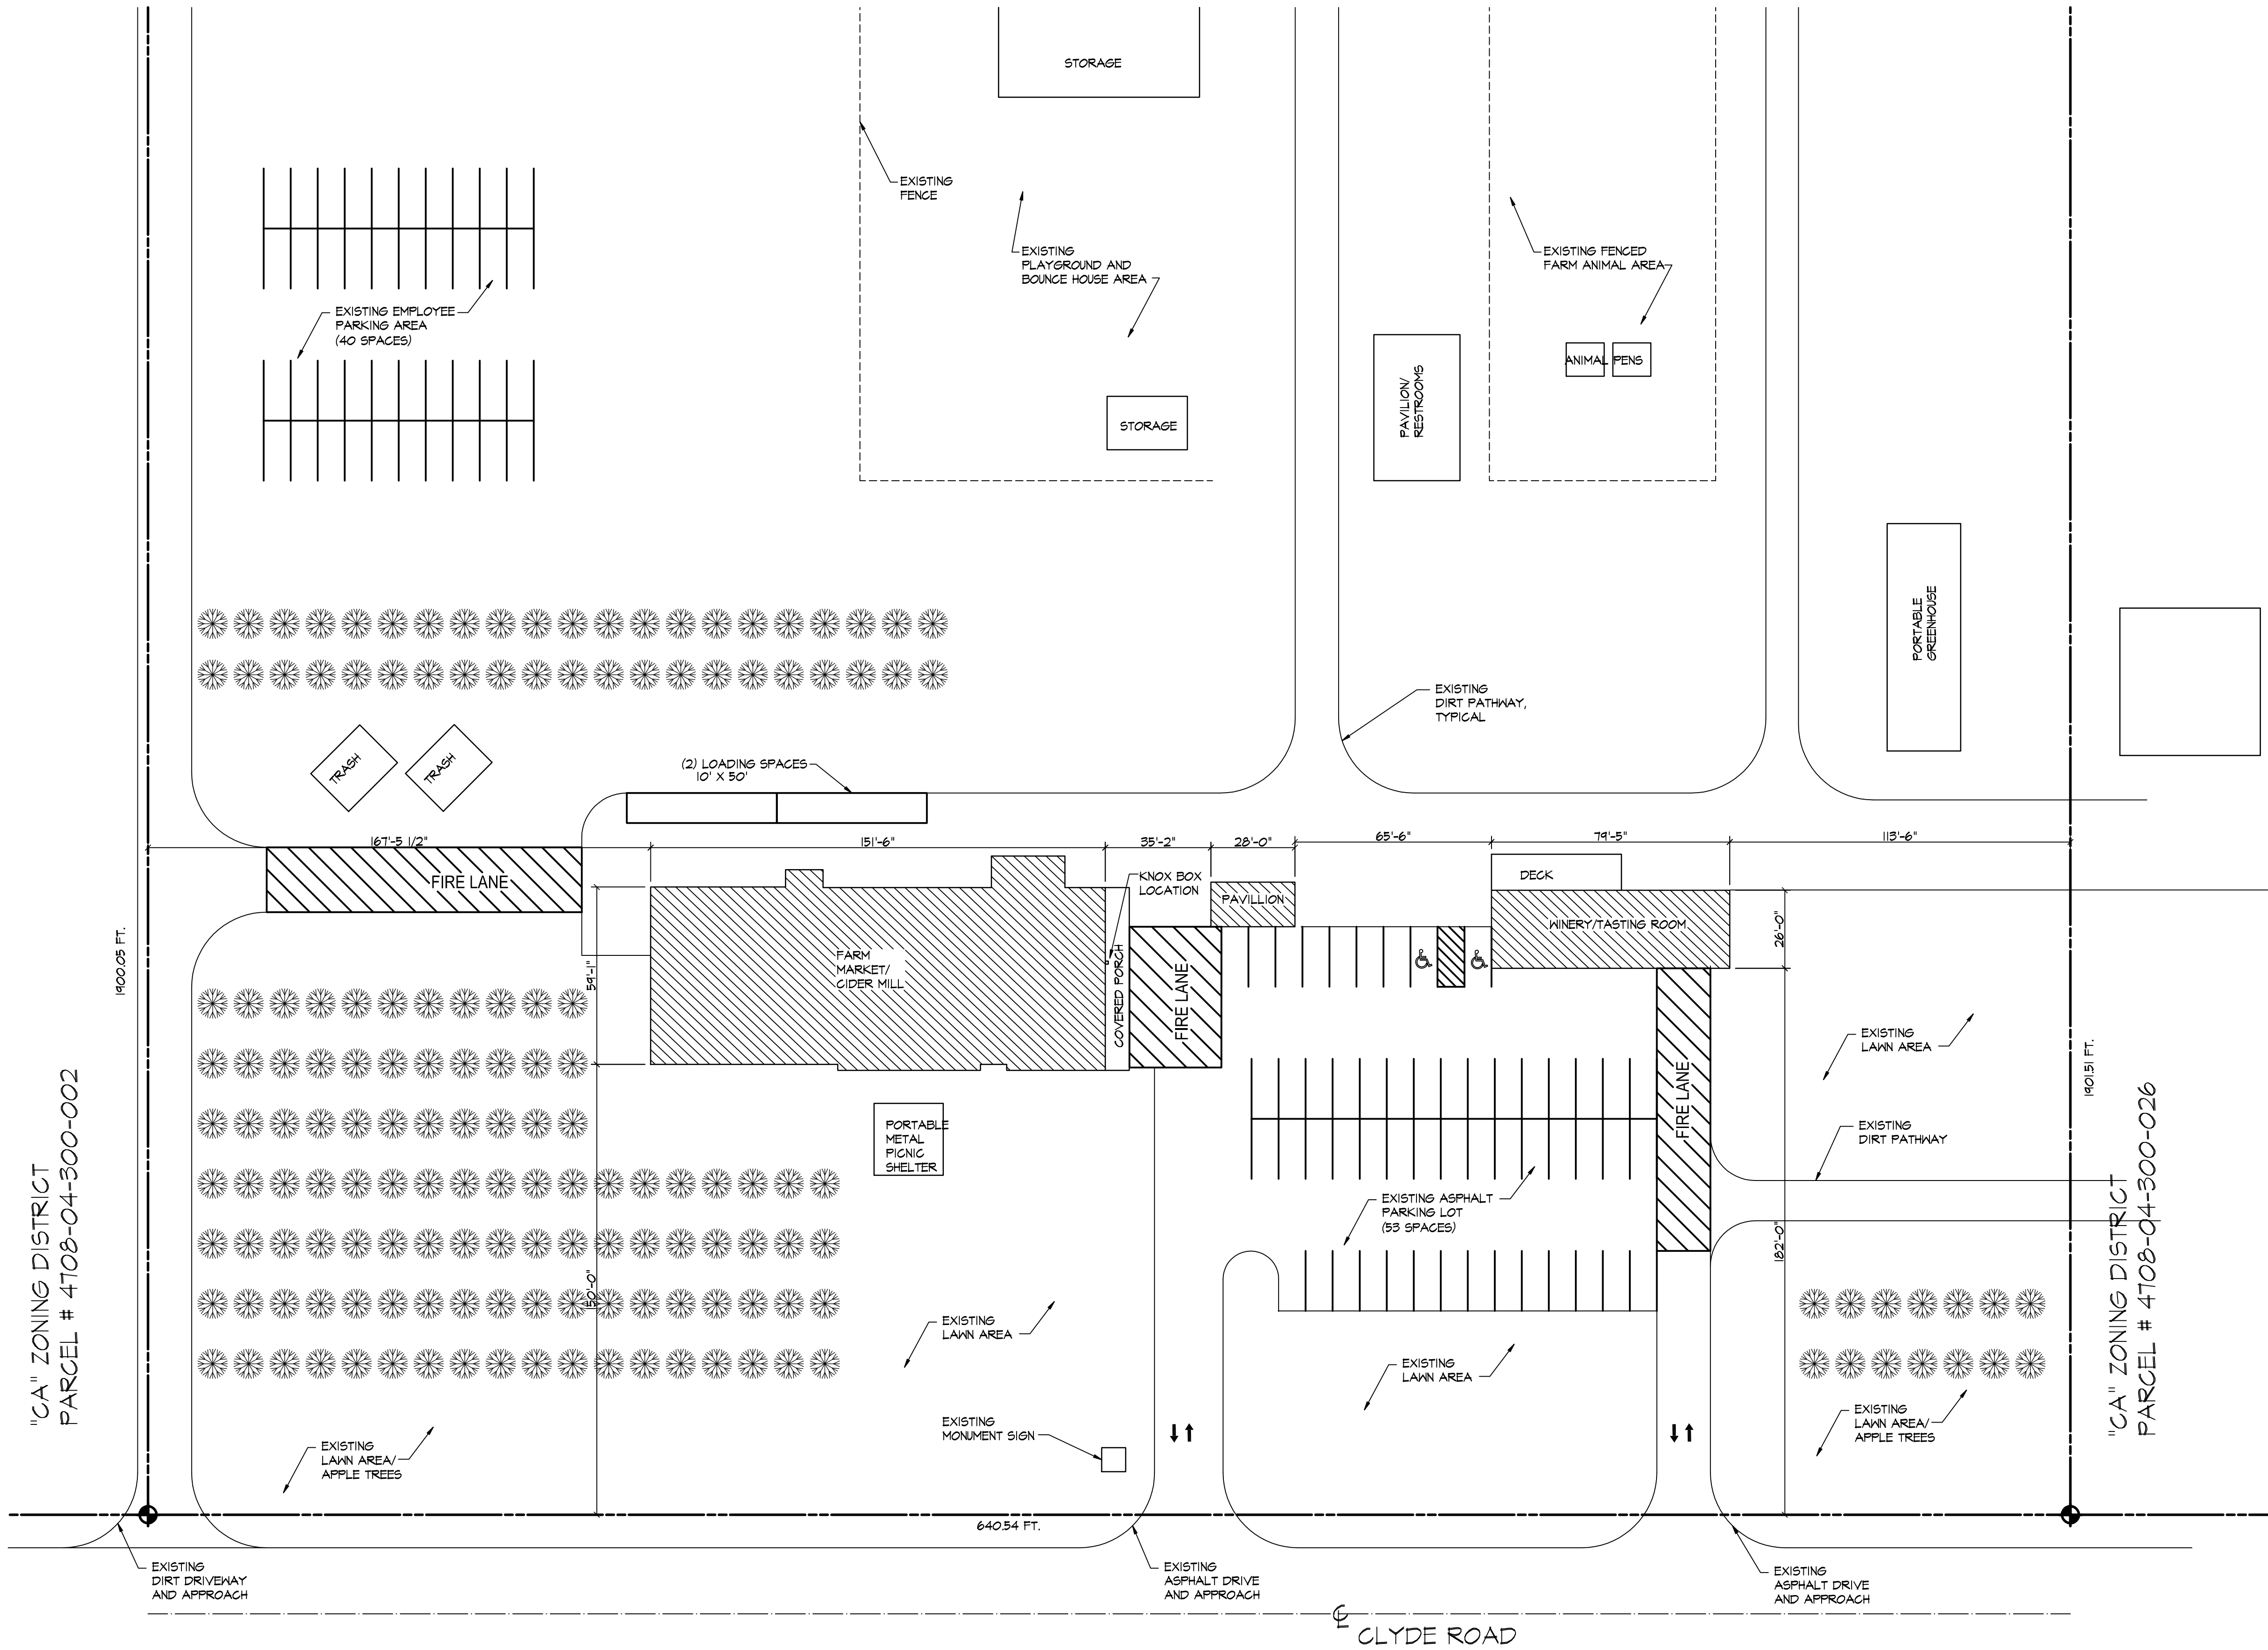 STORAGE
EXISTING
FENCE
EXISTING
PLAYGROUND AND
BOUNCE HOUSE AREA
EXISTING FENCED
FARM ANIMAL AREA
EXISTING EMPLOYEE
PARKING AREA
(40 SPACES)
ANIMAL PENS
PAVILION/
RESTROOMS
STORAGE
PORTABLE
GREENHOUSE
EXISTING
DIRT PATHWAY,
TYPICAL
TRASH
TRASH
(2) LOADING SPACES
10' X 50'
167'-5 1/2"
151'-6"
35'-2"
28'-0"
65'-6"
79'-5"
113'-6"
FIRE LANE
KNOX BOX
LOCATION
PAVILLION
DECK
WINERY/TASTING ROOM
26'-0"
1900.05 FT.
59'-1"
FARM
MARKET/
CIDER MILL
COVERED PORCH
FIRE LANE
FIRE LANE
EXISTING
LAWN AREA
1901.51 FT.
PORTABLE
METAL
PICNIC
SHELTER
EXISTING
DIRT PATHWAY
EXISTING ASPHALT
PARKING LOT
(53 SPACES)
182'-0"
"CA" ZONING DISTRICT
PARCEL # 4708-04-300-002
"CA" ZONING DISTRICT
PARCEL # 4708-04-300-026
EXISTING
LAWN AREA
EXISTING
LAWN AREA
EXISTING
MONUMENT SIGN
EXISTING
LAWN AREA/
APPLE TREES
EXISTING
LAWN AREA/
APPLE TREES
640.54 FT.
EXISTING
DIRT DRIVEWAY
AND APPROACH
EXISTING
ASPHALT DRIVE
AND APPROACH
EXISTING
ASPHALT DRIVE
AND APPROACH
CLYDE ROAD